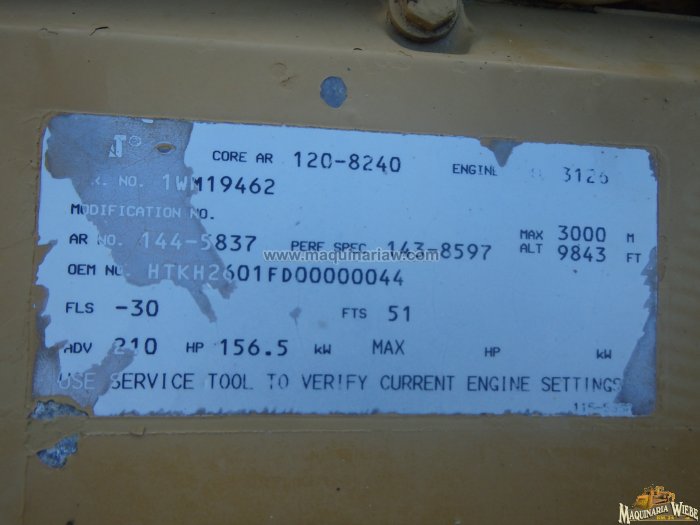 CORE AR 120-8240 ENGINE 3126
NO. 1WM19462
MODIFICATION NO.
AR NO. 144-5837 PERF SPEC 143-8597 MAX ALT 3000 M 9843 FT
www.maquinariaw.com
OEM NO. HTKH2601FD00000044
FLS -30 FTS 51
ADV 210 HP 156.5 kW MAX HP kW
USE SERVICE TOOL TO VERIFY CURRENT ENGINE SETTINGS
MAQUINARIA WIEBE